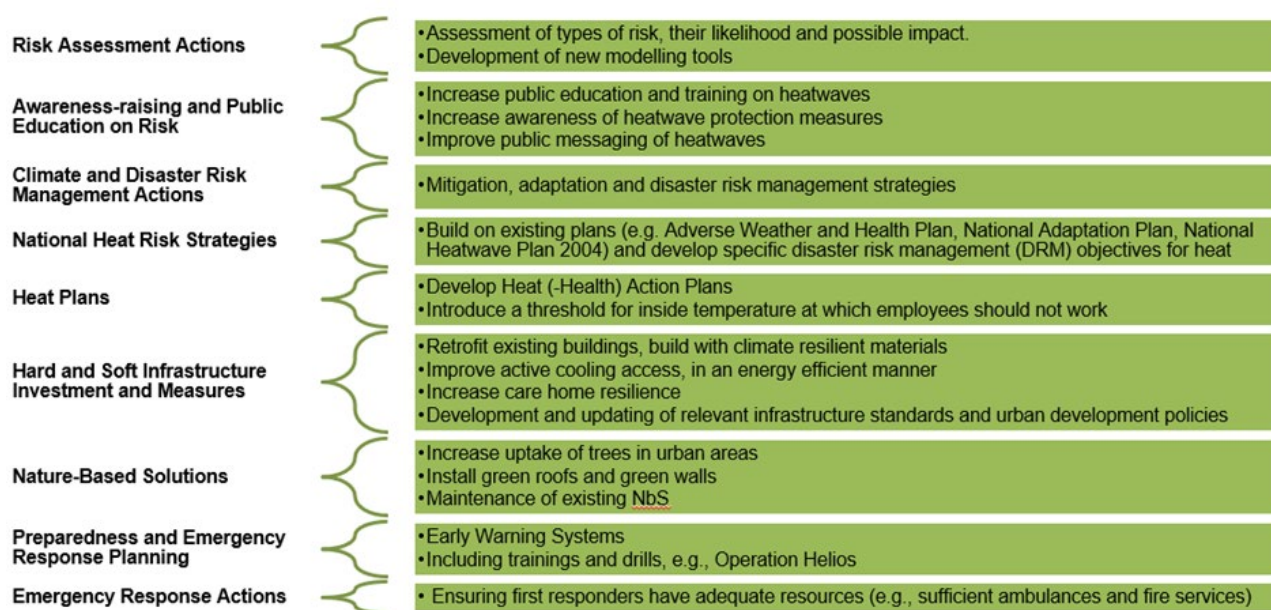 Risk Assessment Actions
•Assessment of types of risk, their likelihood and possible impact.
•Development of new modelling tools
Awareness-raising and Public
Education on Risk
•Increase public education and training on heatwaves
•Increase awareness of heatwave protection measures
•Improve public messaging of heatwaves
Climate and Disaster Risk
Management Actions
•Mitigation, adaptation and disaster risk management strategies
National Heat Risk Strategies
•Build on existing plans (e.g. Adverse Weather and Health Plan, National Adaptation Plan, National
Heatwave Plan 2004) and develop specific disaster risk management (DRM) objectives for heat
Heat Plans
•Develop Heat (-Health) Action Plans
•Introduce a threshold for inside temperature at which employees should not work
Hard and Soft Infrastructure
Investment and Measures
•Retrofit existing buildings, build with climate resilient materials
•Improve active cooling access, in an energy efficient manner
•Increase care home resilience
•Development and updating of relevant infrastructure standards and urban development policies
Nature-Based Solutions
•Increase uptake of trees in urban areas
•Install green roofs and green walls
•Maintenance of existing NbS
Preparedness and Emergency
Response Planning
•Early Warning Systems
•Including trainings and drills, e.g., Operation Helios
Emergency Response Actions
• Ensuring first responders have adequate resources (e.g., sufficient ambulances and fire services)